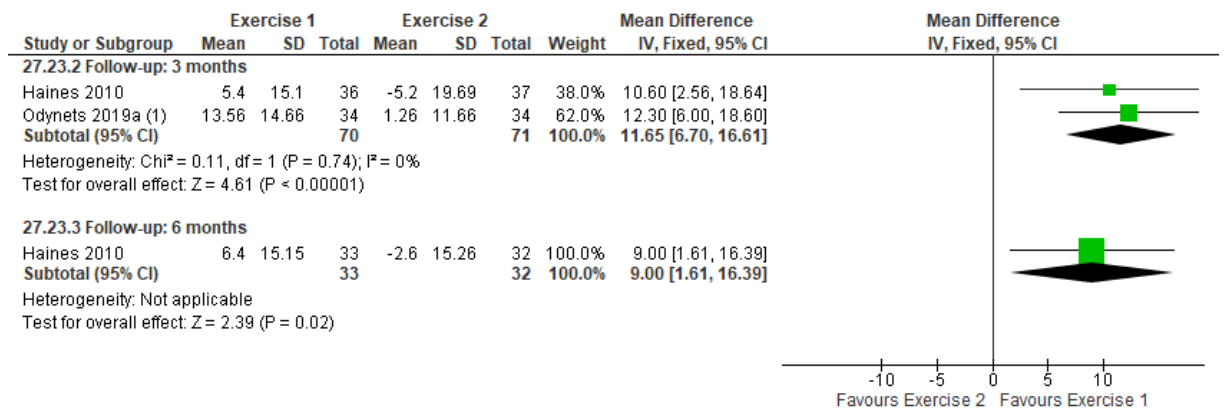 Exercise 1 Exercise 2 Mean Difference Mean Difference
Study or Subgroup Mean SD Total Mean SD Total Weight IV, Fixed, 95% CI IV, Fixed, 95% CI
27.23.2 Follow-up: 3 months
Haines 2010 5.4 15.1 36 -5.2 19.69 37 38.0% 10.60 [2.56, 18.64]
Odynets 2019a (1) 13.56 14.66 34 1.26 11.66 34 62.0% 12.30 [6.00, 18.60]
Subtotal (95% CI) 70 71 100.0% 11.65 [6.70, 16.61]
Heterogeneity: Chi² = 0.11, df = 1 (P = 0.74); I² = 0%
Test for overall effect: Z = 4.61 (P < 0.00001)
27.23.3 Follow-up: 6 months
Haines 2010 6.4 15.15 33 -2.6 15.26 32 100.0% 9.00 [1.61, 16.39]
Subtotal (95% CI) 33 32 100.0% 9.00 [1.61, 16.39]
Heterogeneity: Not applicable
Test for overall effect: Z = 2.39 (P = 0.02)
-10 -5 0 5 10
Favours Exercise 2 Favours Exercise 1